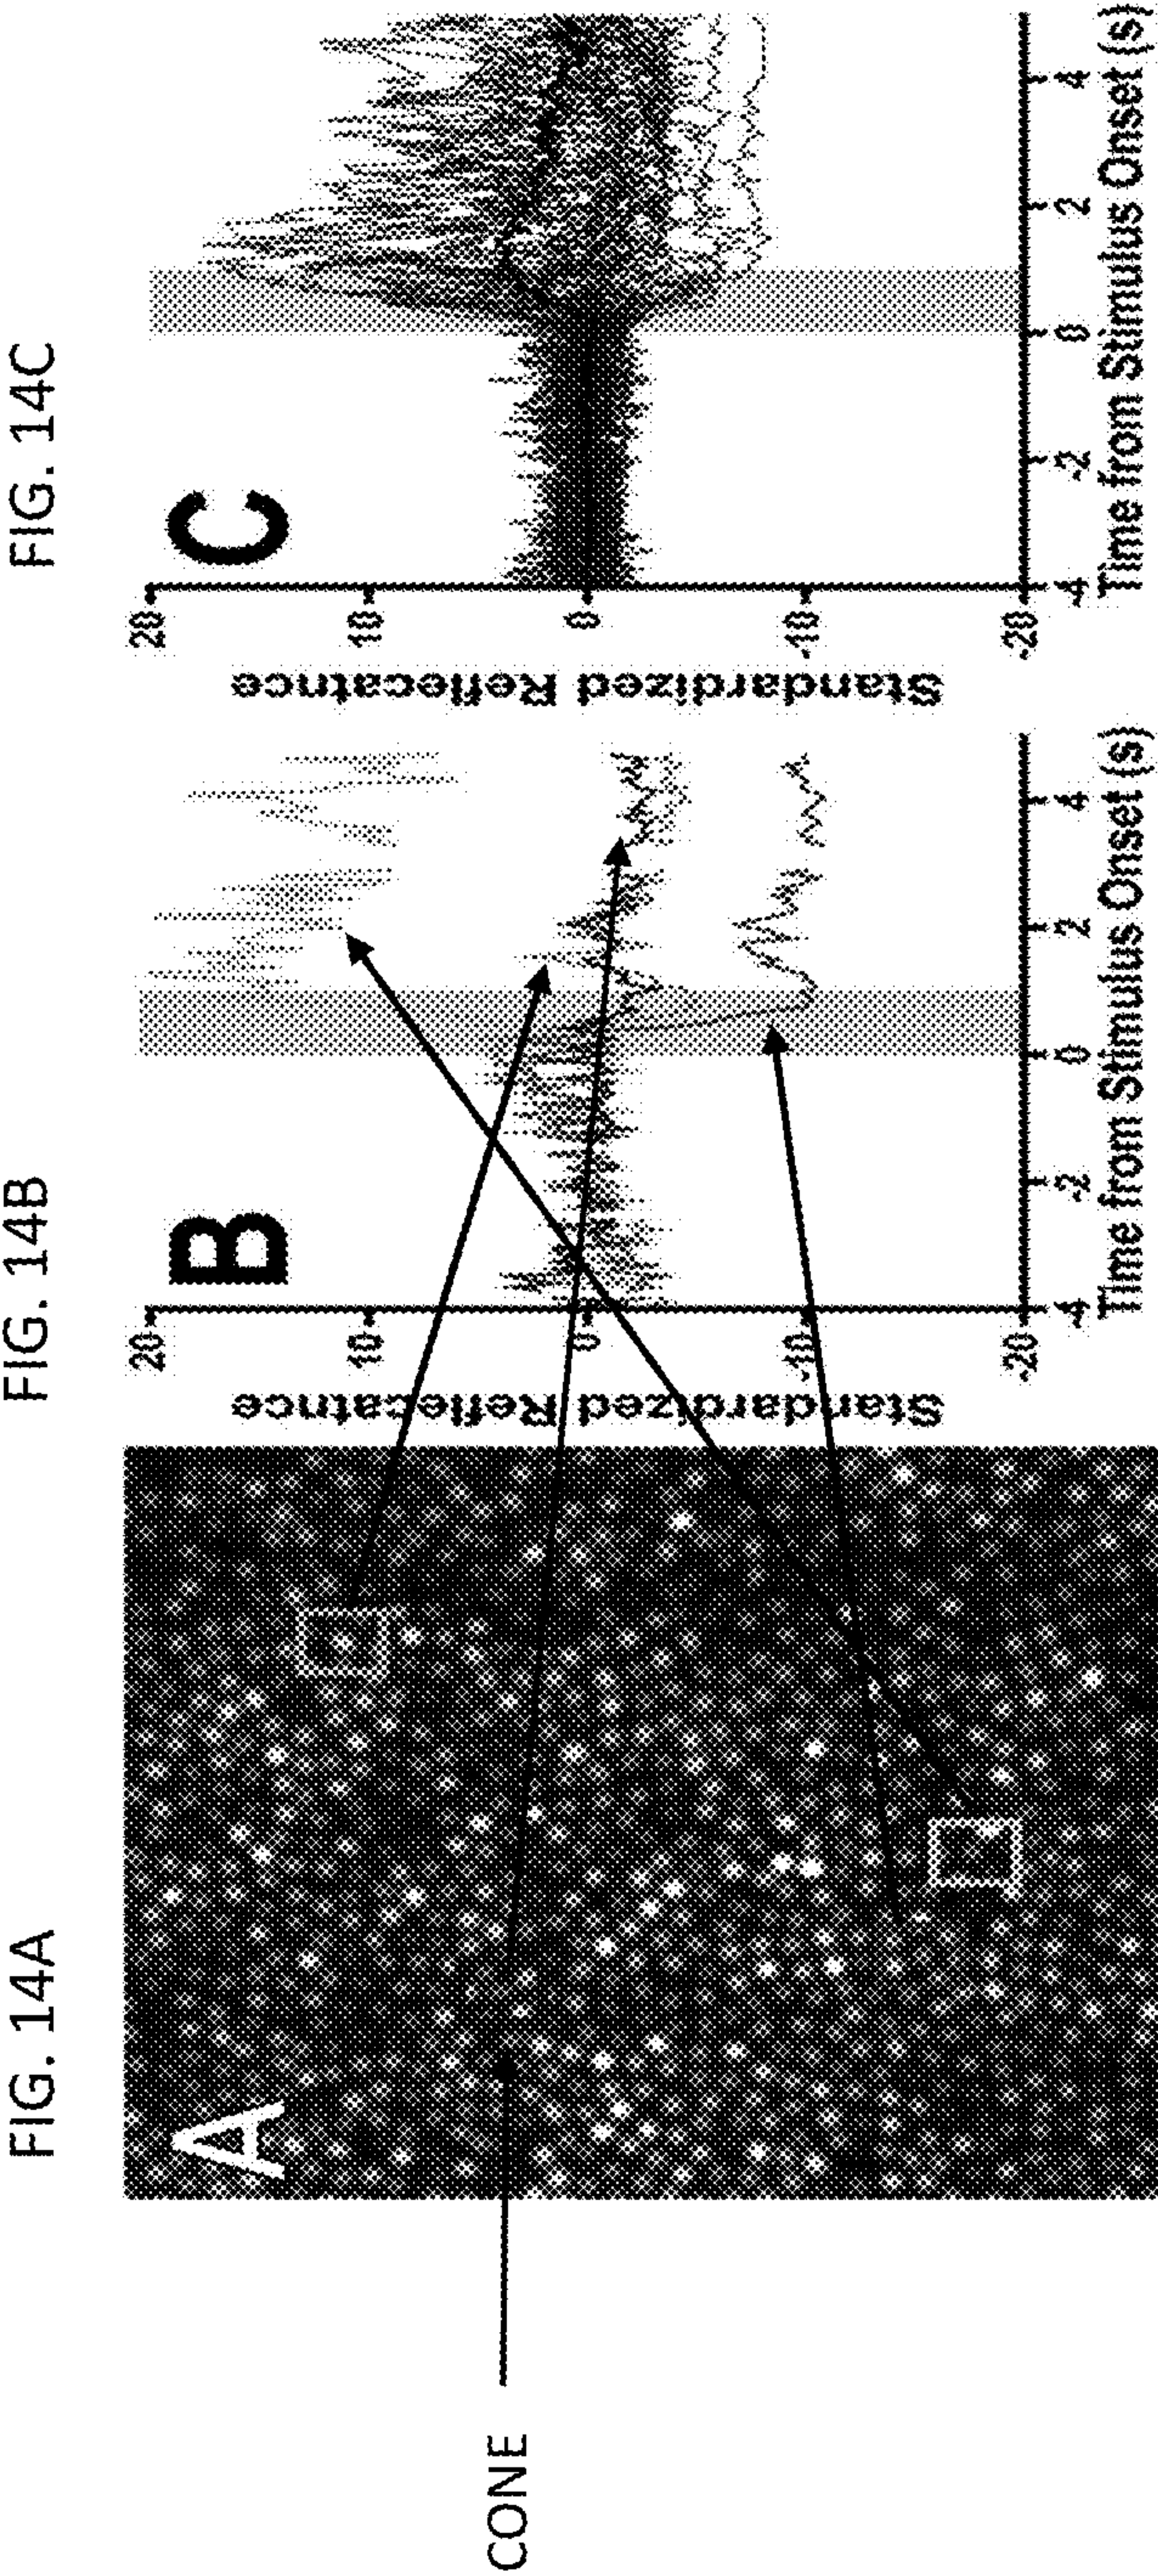 FIG. 14A
A
CONE
FIG. 14B
B
Standardized Reflecatnce
20
10
0
-10
-20
-4
-2
0
2
4
Time from Stimulus Onset (s)
FIG. 14C
C
Standardized Reflecatnce
20
10
0
-10
-20
-4
-2
0
2
4
Time from Stimulus Onset (s)